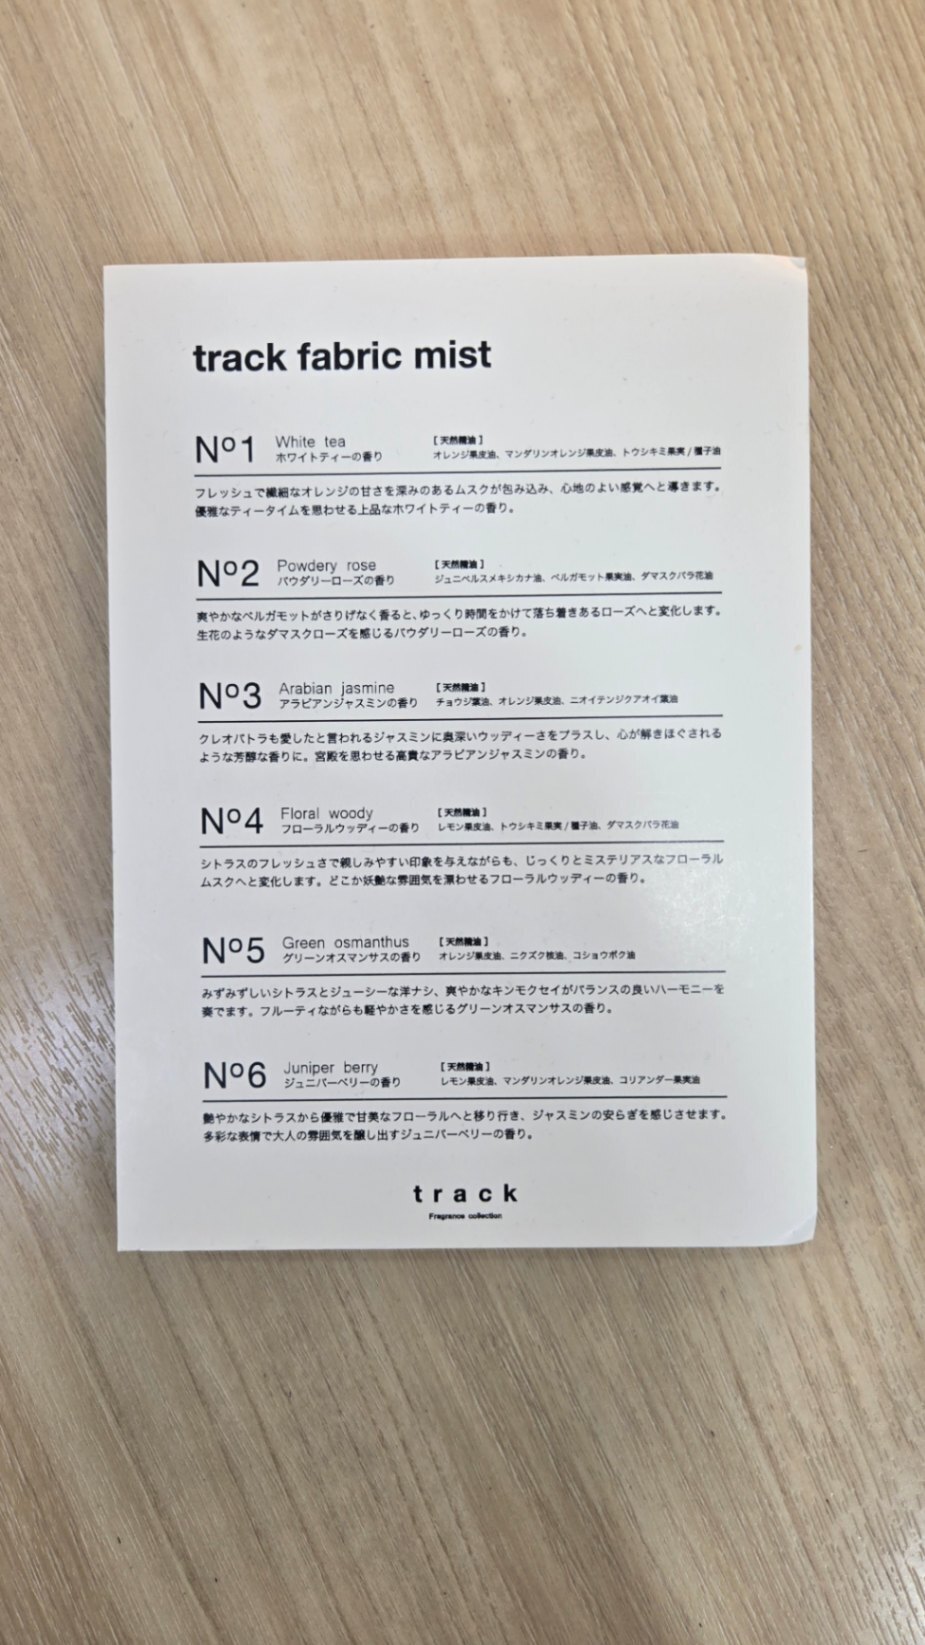 track fabric mist
Nº1 White tea [天然精油]
ホワイトティーの香り オレンジ果皮油、マンダリンオレンジ果皮油、トウシキミ果実/種子油
フレッシュで繊細なオレンジの甘さを深みのあるムスクが包み込み、心地のよい感覚へと導きます。
優雅なティータイムを思わせる上品なホワイトティーの香り。
Nº2 Powdery rose [天然精油]
パウダリーローズの香り ジュニペルスメキシカナ油、ベルガモット果実油、ダマスクバラ花油
爽やかなベルガモットがさりげなく香ると、ゆっくり時間をかけて落ち着きあるローズへと変化します。
生花のようなダマスクローズを感じるパウダリーローズの香り。
Nº3 Arabian jasmine [天然精油]
アラビアンジャスミンの香り チョウジ葉油、オレンジ果皮油、ニオイテンジクアオイ葉油
クレオパトラも愛したと言われるジャスミンに奥深いウッディーさをプラスし、心が解きほぐされる
ような芳醇な香りに。宮殿を思わせる高貴なアラビアンジャスミンの香り。
Nº4 Floral woody [天然精油]
フローラルウッディーの香り レモン果皮油、トウシキミ果実/種子油、ダマスクバラ花油
シトラスのフレッシュさで親しみやすい印象を与えながらも、じっくりとミステリアスなフローラル
ムスクへと変化します。どこか妖艶な雰囲気を漂わせるフローラルウッディーの香り。
Nº5 Green osmanthus [天然精油]
グリーンオスマンサスの香り オレンジ果皮油、ニクズク核油、コショウボク油
みずみずしいシトラスとジューシーな洋ナシ、爽やかなキンモクセイがバランスの良いハーモニーを
奏でます。フルーティながらも軽やかさを感じるグリーンオスマンサスの香り。
Nº6 Juniper berry [天然精油]
ジュニパーベリーの香り レモン果皮油、マンダリンオレンジ果皮油、コリアンダー果実油
艶やかなシトラスから優雅で甘美なフローラルへと移り行き、ジャスミンの安らぎを感じさせます。
多彩な表情で大人の雰囲気を醸し出すジュニパーベリーの香り。
track
Fragrance collection